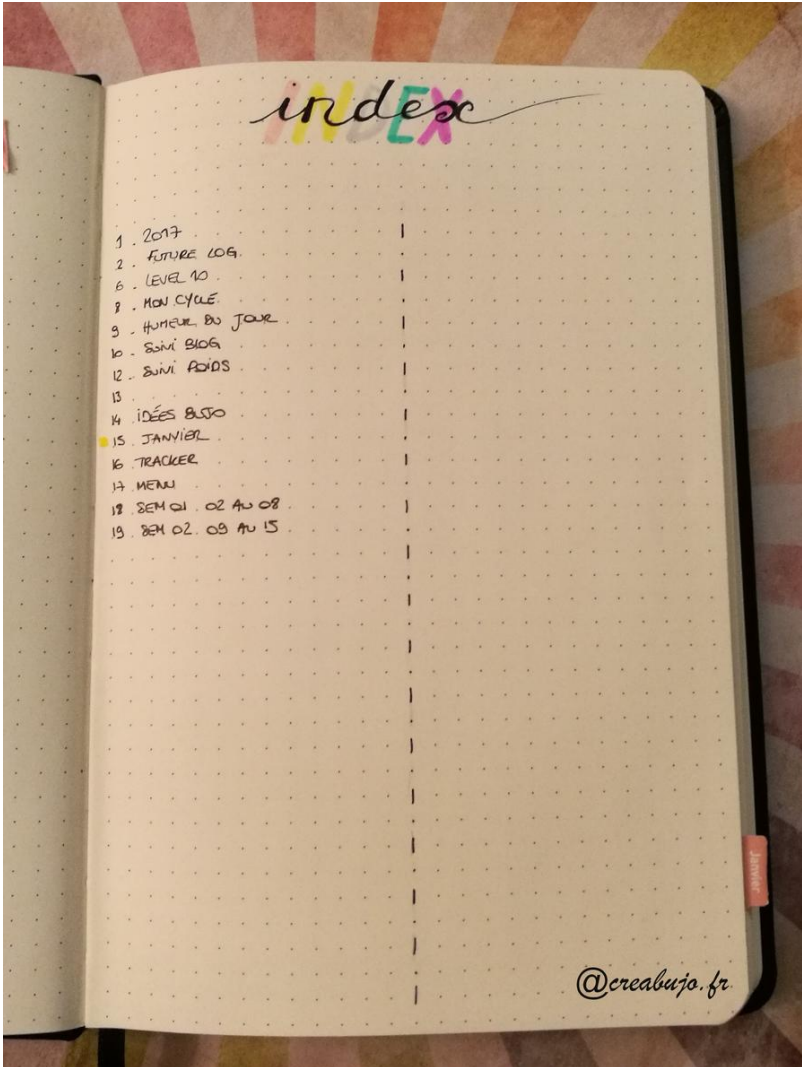 index
INDEX
1 . 2017
2 . FUTURE LOG
6 . LEVEL 10
8 . MON CYCLE
9 . HUMEUR DU JOUR
10 . SUiVi BLOG
12 . SUiVi POiDS
13 .
14 iDÉES BUJO
15 . JANVIER
16 . TRACKER
17 . MENU
18 . SEM 01 . 02 AU 08
19 . SEM 02 . 09 AU 15
Janvier
@creabujo.fr